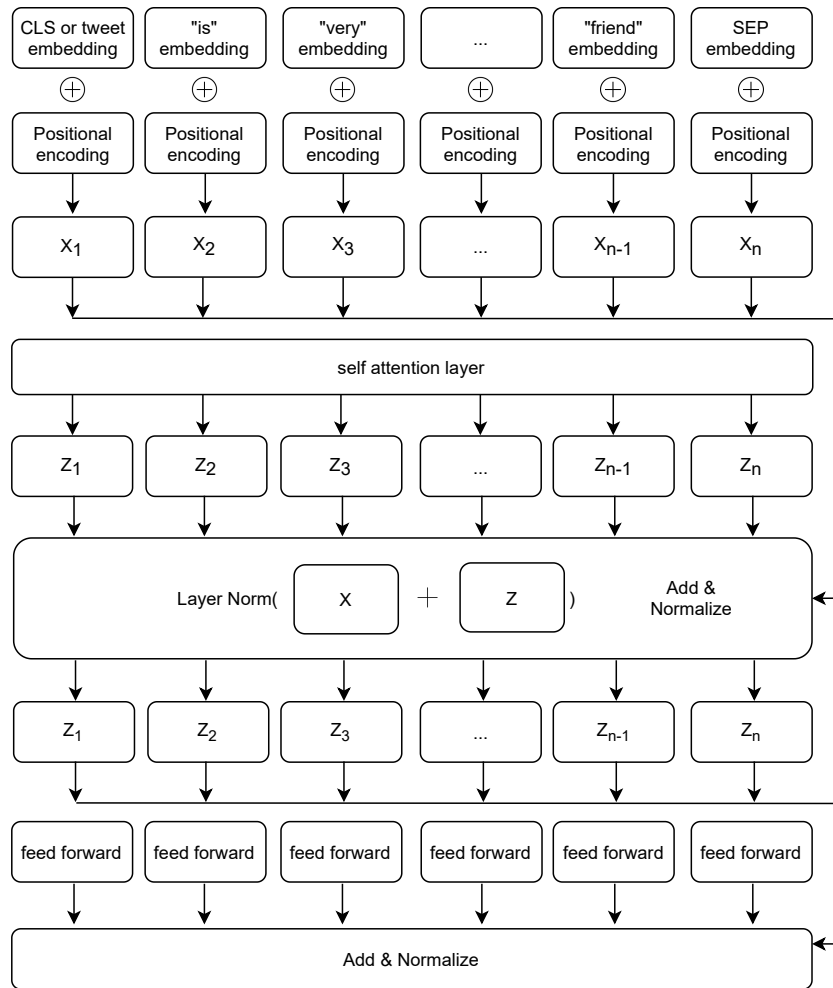 CLS or tweet embedding
"is" embedding
"very" embedding
...
"friend" embedding
SEP embedding
Positional encoding
Positional encoding
Positional encoding
Positional encoding
Positional encoding
Positional encoding
X1
X2
X3
...
Xn-1
Xn
self attention layer
Z1
Z2
Z3
...
Zn-1
Zn
Layer Norm( X + Z )
Add & Normalize
Z1
Z2
Z3
...
Zn-1
Zn
feed forward
feed forward
feed forward
feed forward
feed forward
feed forward
Add & Normalize